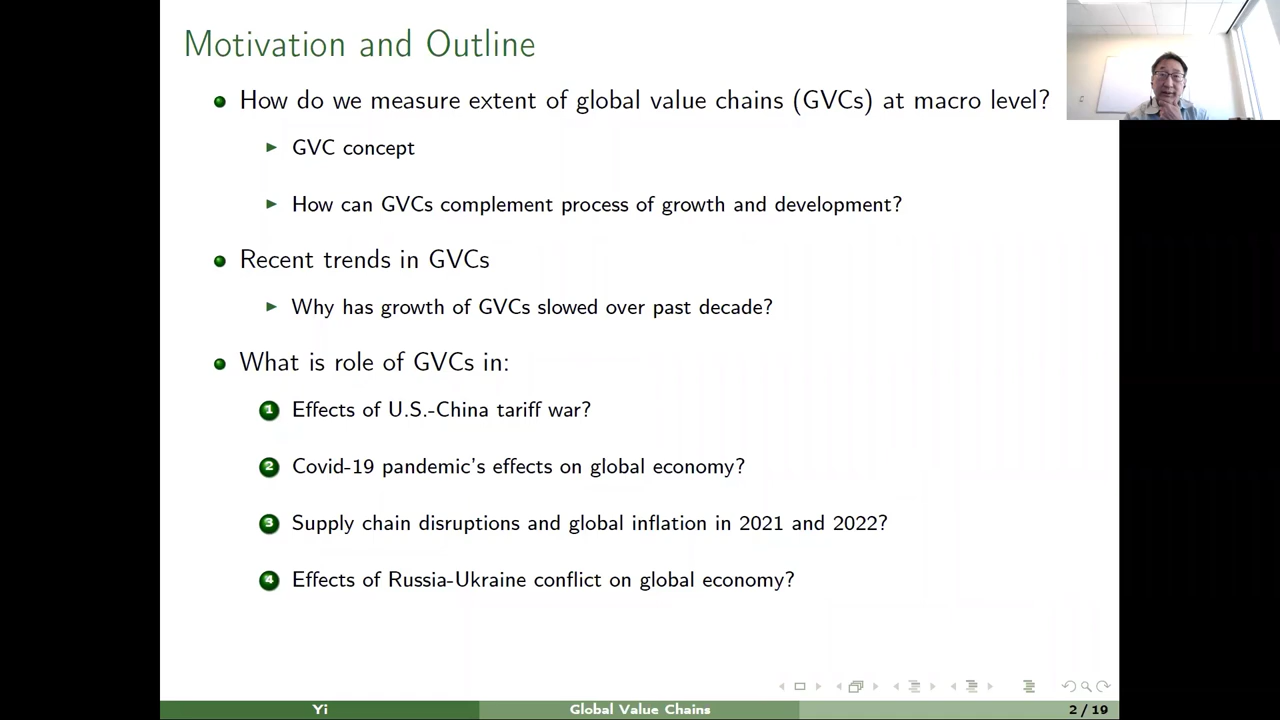 Motivation and Outline
How do we measure extent of global value chains (GVCs) at macro level?
GVC concept
How can GVCs complement process of growth and development?
Recent trends in GVCs
Why has growth of GVCs slowed over past decade?
What is role of GVCs in:
1 Effects of U.S.-China tariff war?
2 Covid-19 pandemic's effects on global economy?
3 Supply chain disruptions and global inflation in 2021 and 2022?
4 Effects of Russia-Ukraine conflict on global economy?
Yi Global Value Chains 2 / 19